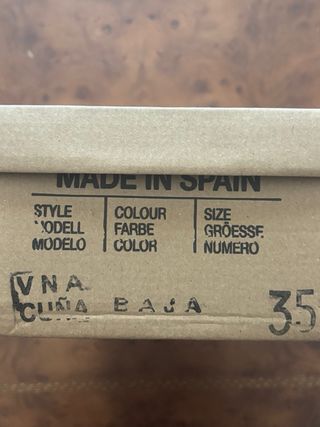 MADE IN SPAIN
STYLE COLOUR SIZE
MODELL FARBE GRÖESSE
MODELO COLOR NUMERO
VNA
CUÑA BAJA 35